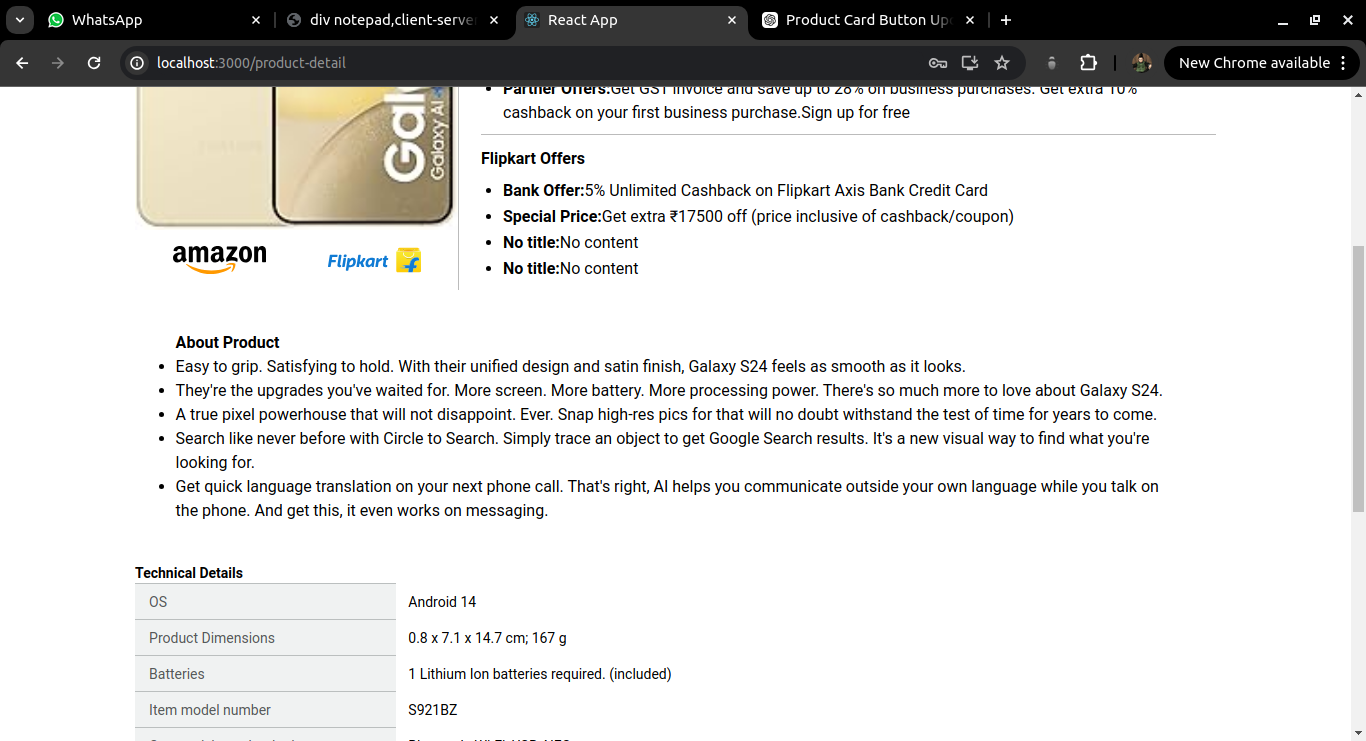 WhatsApp
div notepad,client-serve
React App
Product Card Button Up
localhost:3000/product-detail
New Chrome available
Partner Offers:Get GST invoice and save up to 28% on business purchases. Get extra 10%
cashback on your first business purchase.Sign up for free
Gal
Galaxy AI
Flipkart Offers
Bank Offer:5% Unlimited Cashback on Flipkart Axis Bank Credit Card
Special Price:Get extra ₹17500 off (price inclusive of cashback/coupon)
No title:No content
No title:No content
amazon
Flipkart
About Product
Easy to grip. Satisfying to hold. With their unified design and satin finish, Galaxy S24 feels as smooth as it looks.
They're the upgrades you've waited for. More screen. More battery. More processing power. There's so much more to love about Galaxy S24.
A true pixel powerhouse that will not disappoint. Ever. Snap high-res pics for that will no doubt withstand the test of time for years to come.
Search like never before with Circle to Search. Simply trace an object to get Google Search results. It's a new visual way to find what you're
looking for.
Get quick language translation on your next phone call. That's right, AI helps you communicate outside your own language while you talk on
the phone. And get this, it even works on messaging.
Technical Details
OS
Android 14
Product Dimensions
0.8 x 7.1 x 14.7 cm; 167 g
Batteries
1 Lithium Ion batteries required. (included)
Item model number
S921BZ